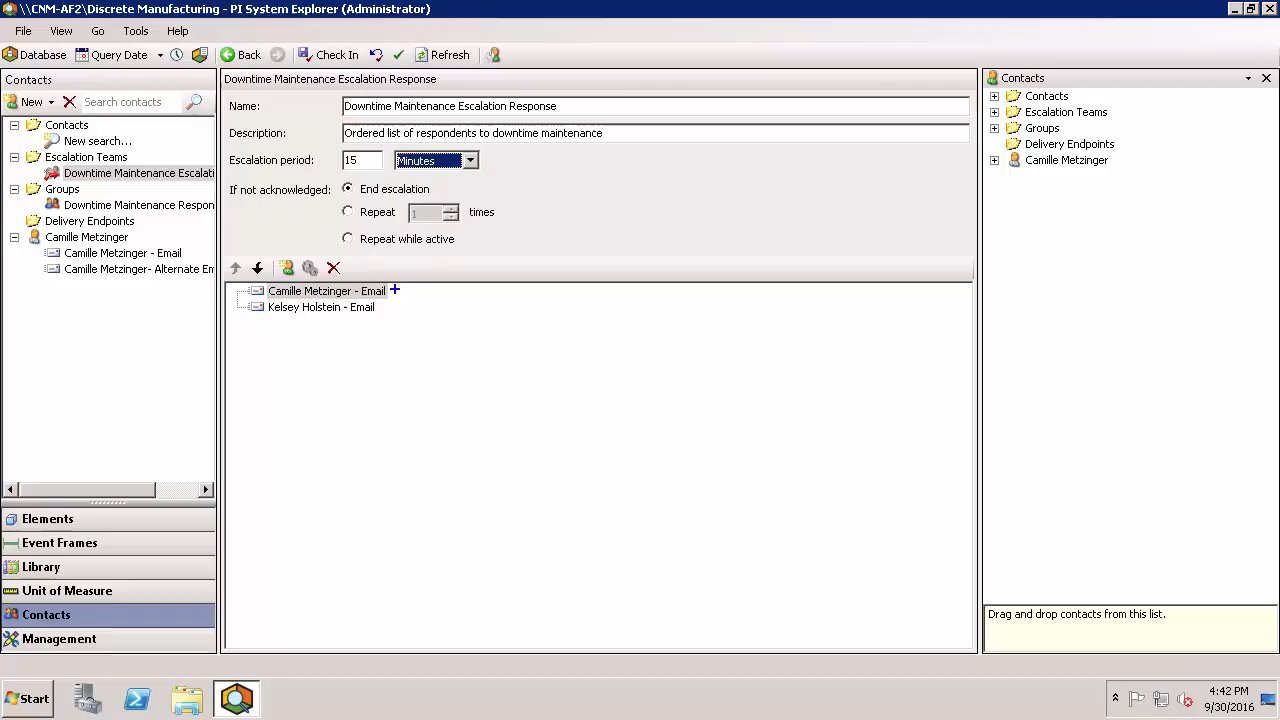 \\CNM-AF2\Discrete Manufacturing - PI System Explorer (Administrator)
File View Go Tools Help
Database Query Date Back Check In Refresh
Contacts
New Search contacts
Contacts
New search...
Escalation Teams
Downtime Maintenance Escalati
Groups
Downtime Maintenance Respon
Delivery Endpoints
Camille Metzinger
Camille Metzinger - Email
Camille Metzinger- Alternate Em
Elements
Event Frames
Library
Unit of Measure
Contacts
Management
Downtime Maintenance Escalation Response
Name: Downtime Maintenance Escalation Response
Description: Ordered list of respondents to downtime maintenance
Escalation period: 15 Minutes
If not acknowledged: End escalation
Repeat 1 times
Repeat while active
Camille Metzinger - Email
Kelsey Holstein - Email
Contacts
Contacts
Escalation Teams
Groups
Delivery Endpoints
Camille Metzinger
Drag and drop contacts from this list.
Start
4:42 PM
9/30/2016